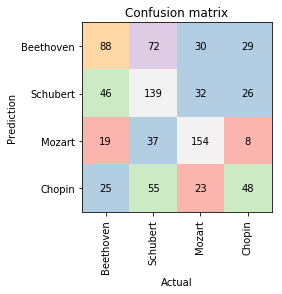 Confusion matrix
Prediction
Beethoven 88 72 30 29
Schubert 46 139 32 26
Mozart 19 37 154 8
Chopin 25 55 23 48
Beethoven Schubert Mozart Chopin
Actual